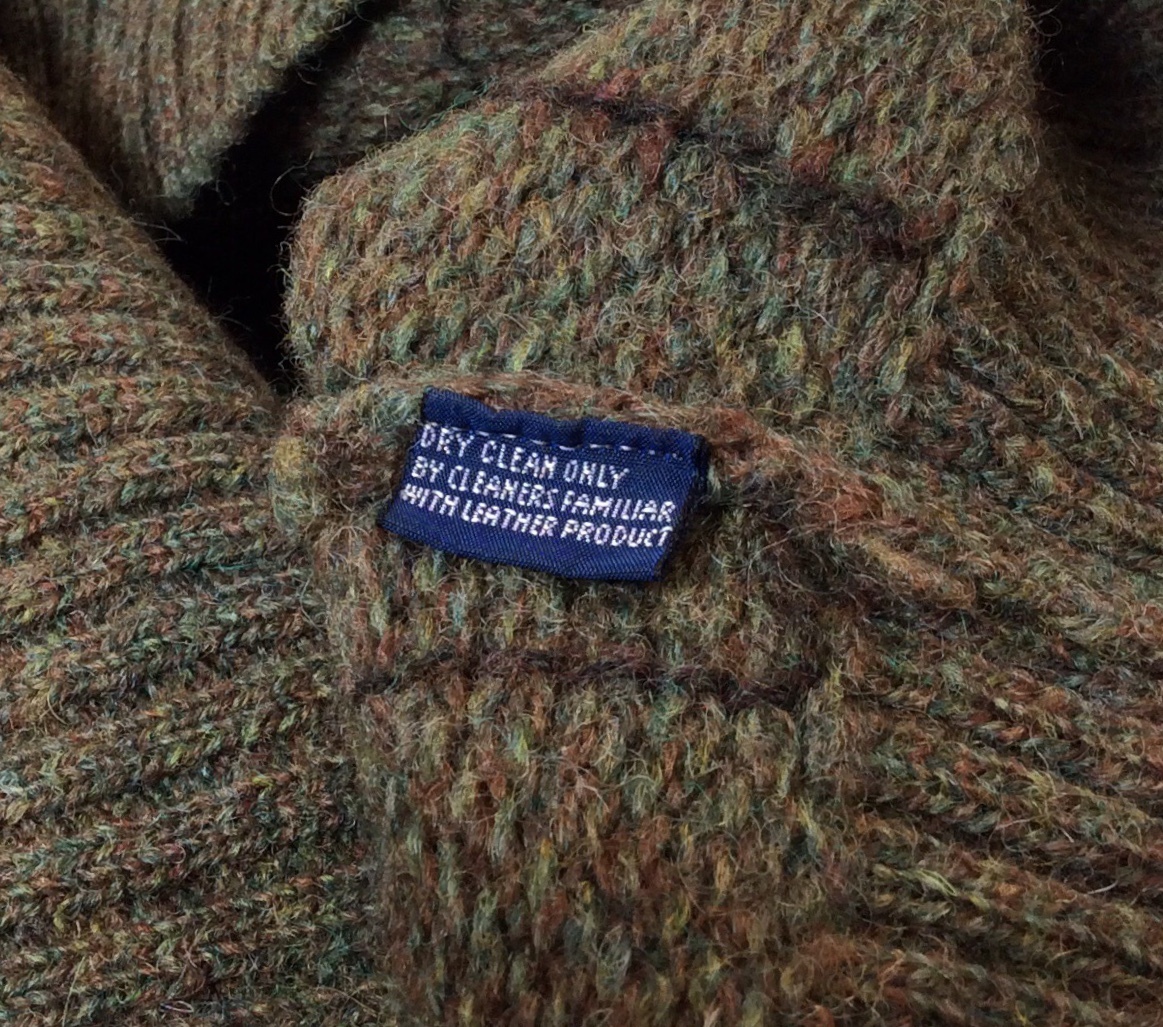 DRY CLEAN ONLY
BY CLEANERS FAMILIAR
WITH LEATHER PRODUCT